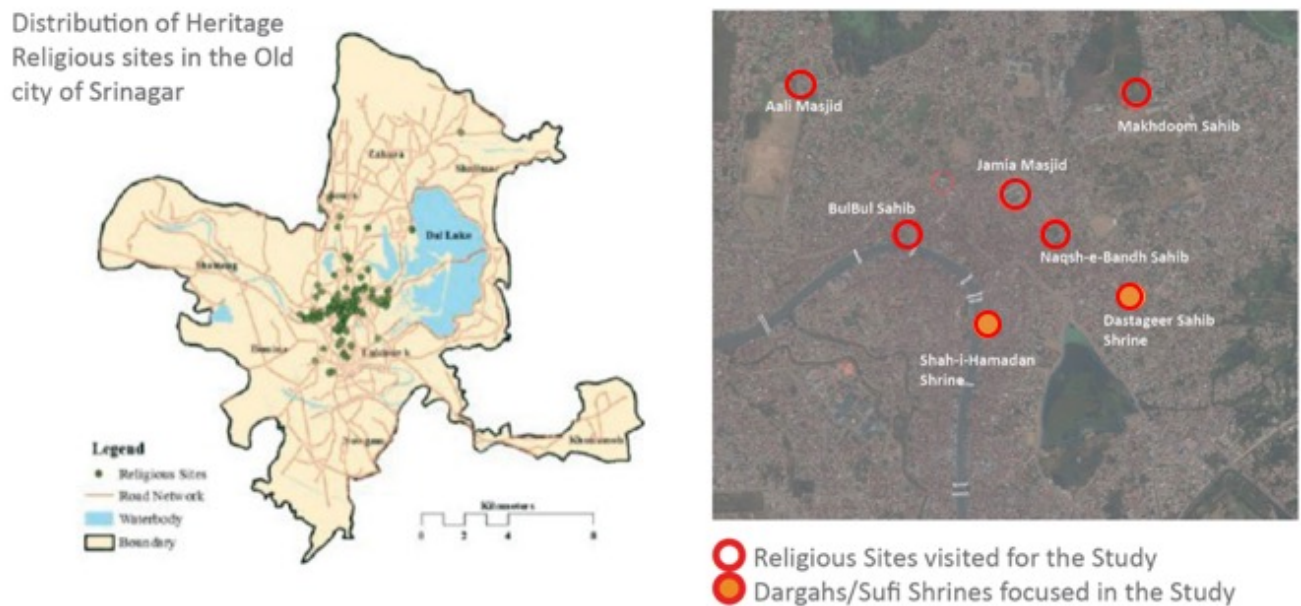 Distribution of Heritage
Religious sites in the Old
city of Srinagar
Dal Lake
Legend
Religious Sites
Road Network
Waterbody
Boundary
Kilometers
0 2 4 8
Aali Masjid
Makhdoom Sahib
Jamia Masjid
BulBul Sahib
Naqsh-e-Bandh Sahib
Dastageer Sahib
Shrine
Shah-i-Hamadan
Shrine
Religious Sites visited for the Study
Dargahs/Sufi Shrines focused in the Study